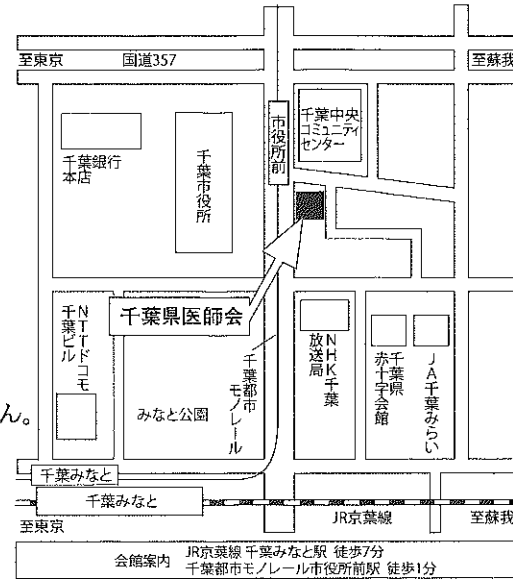 至東京
国道357
至蘇我
千葉中央
コミュニティ
センター
市役所前
千葉銀行
本店
千葉市役所
千葉県医師会
NTTドコモ
千葉ビル
みなと公園
千葉都市
モノレール
NHK千葉
放送局
千葉県
赤十字会館
JA千葉みらい
ん。
千葉みなと
千葉みなと
至東京
JR京葉線
至蘇我
会館案内
JR京葉線 千葉みなと駅 徒歩7分
千葉都市モノレール市役所前駅 徒歩1分